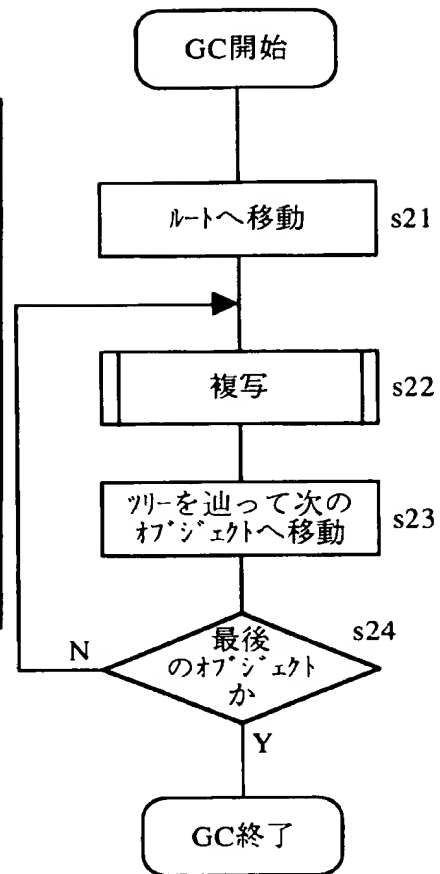 GC開始
ﾙｰﾄへ移動
s21
複写
s22
ﾂﾘｰを辿って次の
ｵﾌﾞｼﾞｪｸﾄへ移動
s23
最後
のｵﾌﾞｼﾞｪｸﾄ
か
s24
N
Y
GC終了